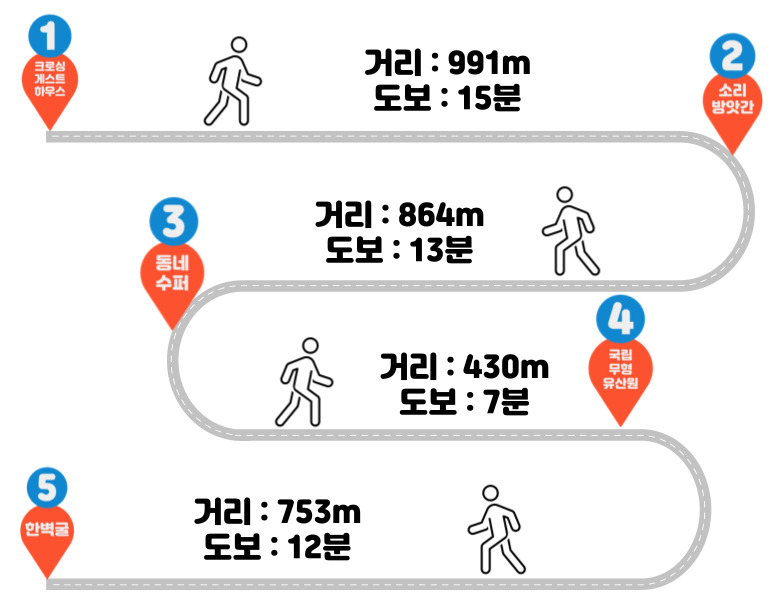 1
크로싱
게스트
하우스
거리 : 991m
도보 : 15분
2
소리
방앗간
거리 : 864m
도보 : 13분
3
동네
수퍼
거리 : 430m
도보 : 7분
4
국립
무형
유산원
거리 : 753m
도보 : 12분
5
한벽굴